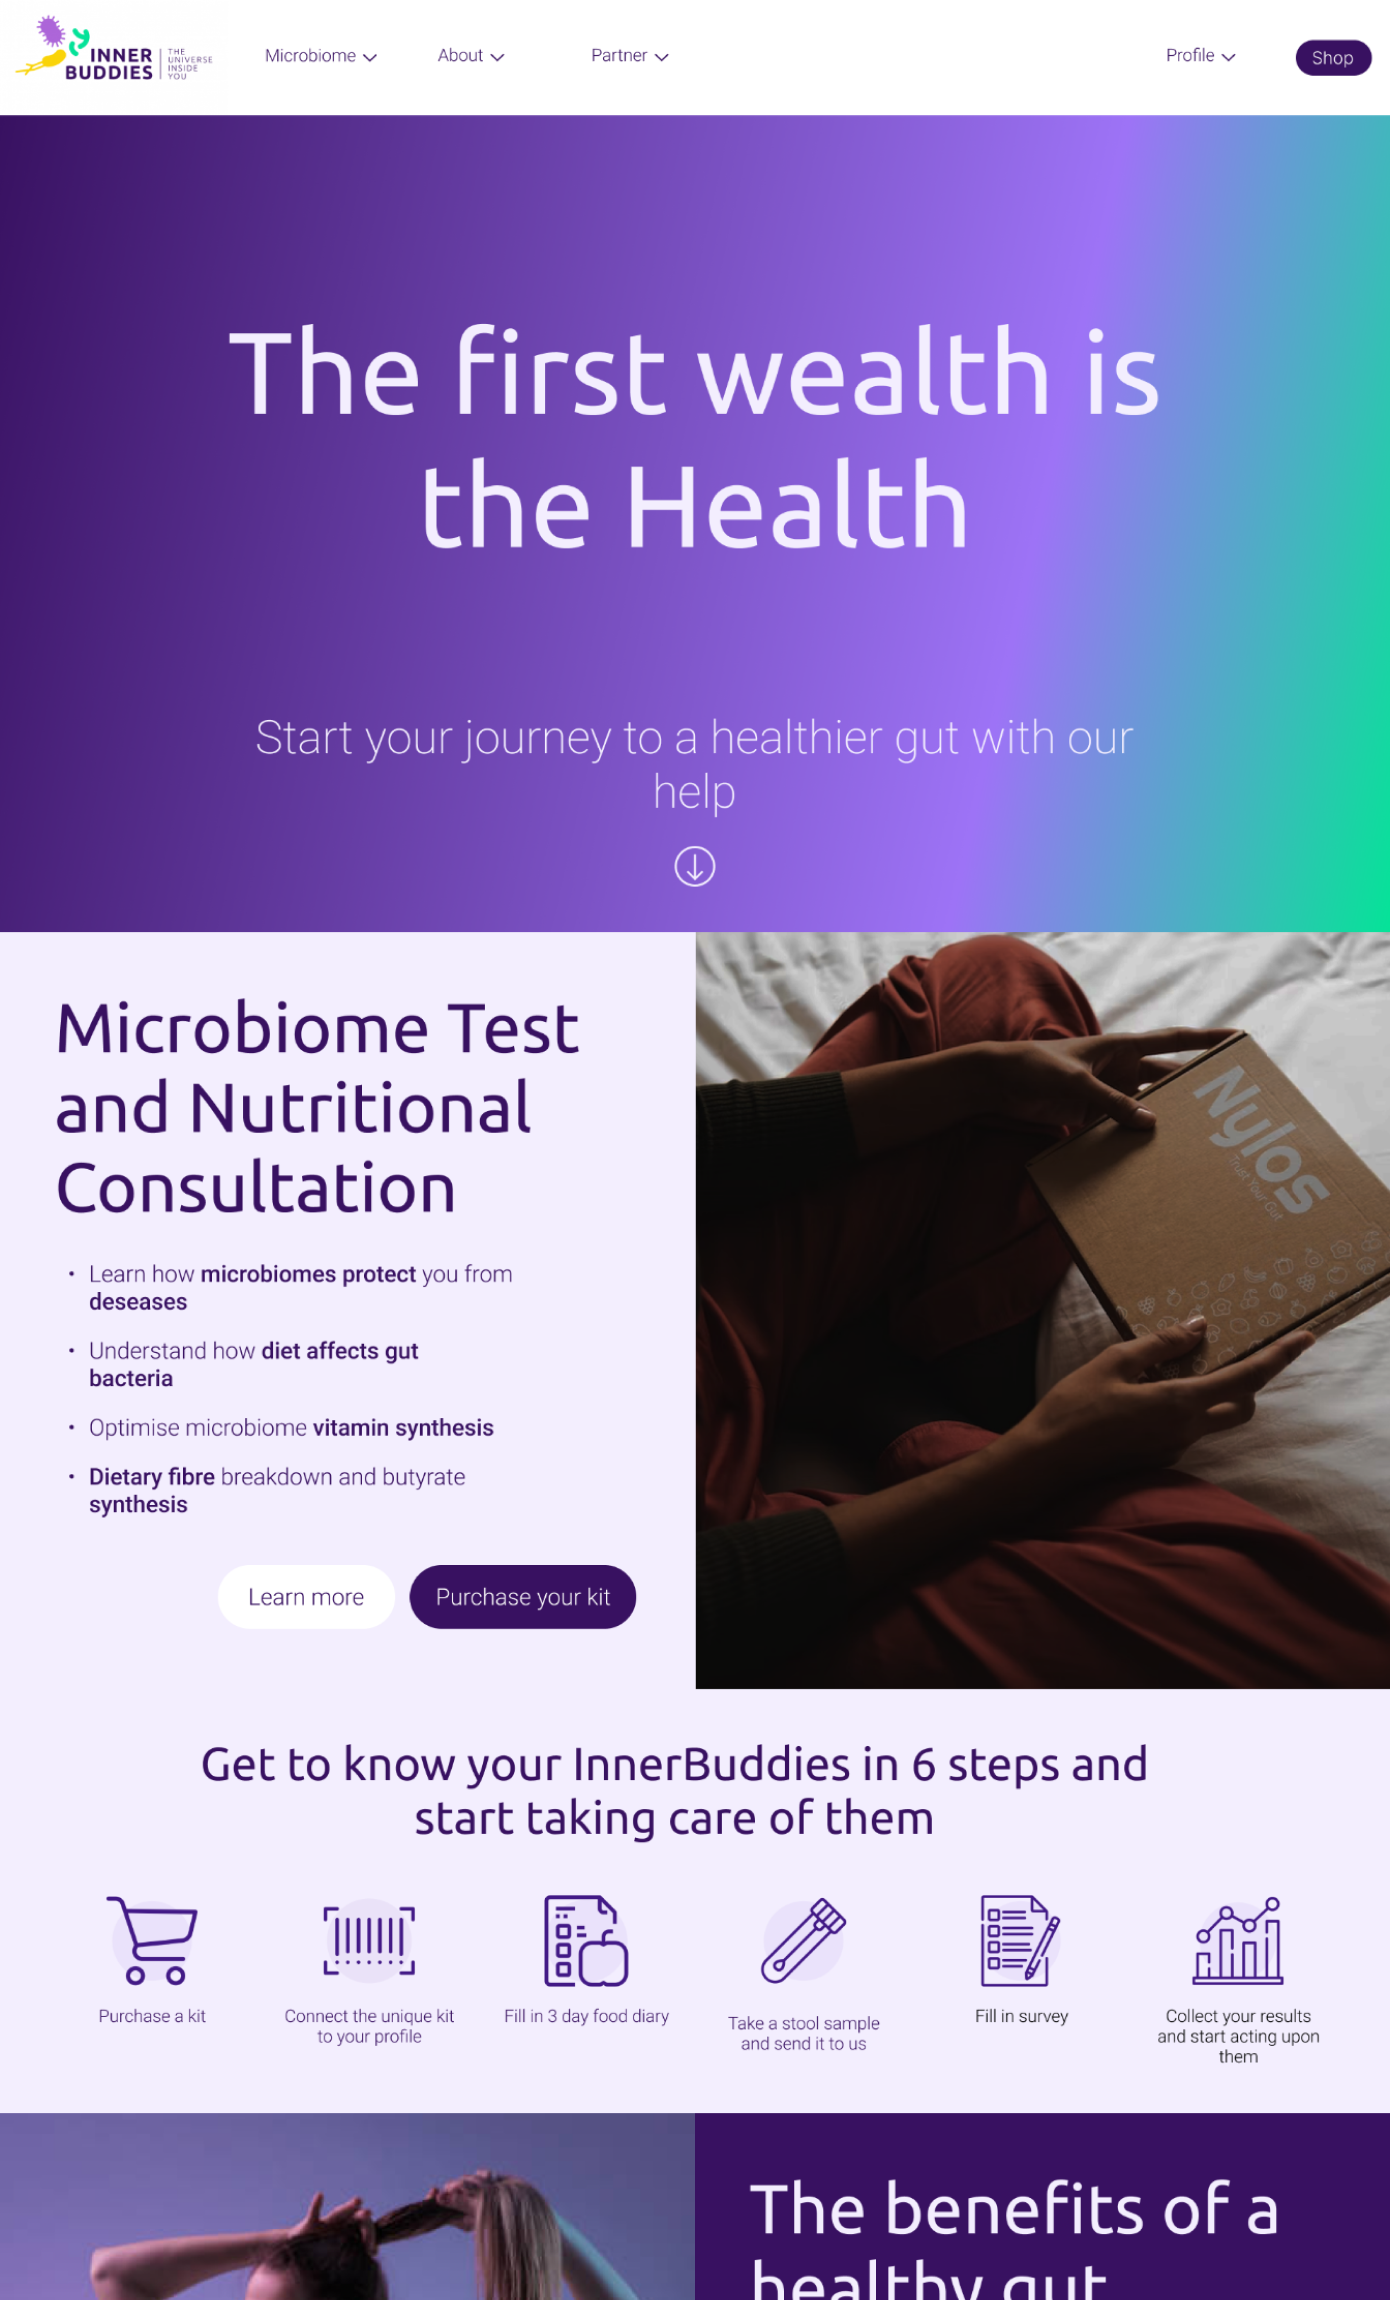 INNER
BUDDIES
THE
UNIVERSE
INSIDE
YOU
Microbiome
About
Partner
Profile
Shop
The first wealth is
the Health
Start your journey to a healthier gut with our
help
Microbiome Test
and Nutritional
Consultation
• Learn how microbiomes protect you from
deseases
• Understand how diet affects gut
bacteria
• Optimise microbiome vitamin synthesis
• Dietary fibre breakdown and butyrate
synthesis
Learn more
Purchase your kit
Nylos
Trust Your Gut
Get to know your InnerBuddies in 6 steps and
start taking care of them
Purchase a kit
Connect the unique kit
to your profile
Fill in 3 day food diary
Take a stool sample
and send it to us
Fill in survey
Collect your results
and start acting upon
them
The benefits of a
healthy gut